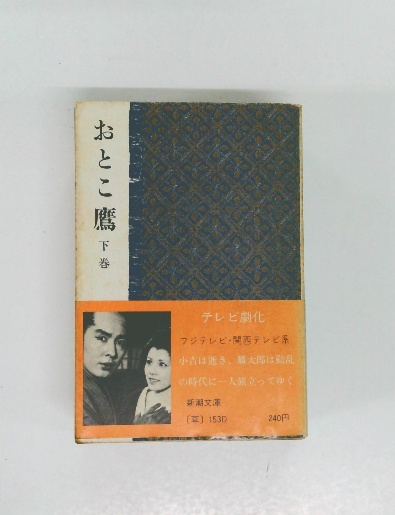 おとこ鷹
下巻
テレビ劇化
フジテレビ・関西テレビ系
小吉は逝き、麟太郎は動乱
の時代に一人旅立ってゆく
新潮文庫
〔草〕153D 240円